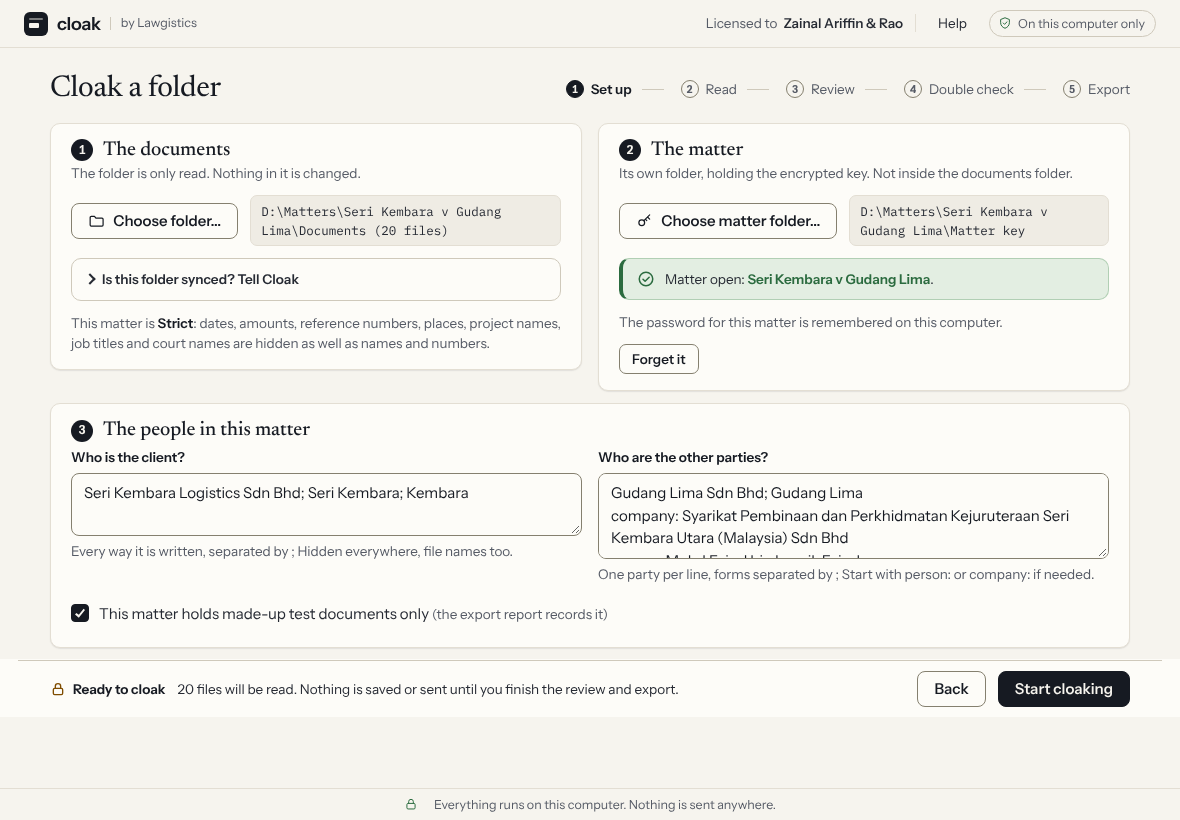 cloak by Lawgistics
Licensed to Zainal Ariffin & Rao Help On this computer only
Cloak a folder
1 Set up 2 Read 3 Review 4 Double check 5 Export
1 The documents
The folder is only read. Nothing in it is changed.
Choose folder...
D:\Matters\Seri Kembara v Gudang
Lima\Documents (20 files)
Is this folder synced? Tell Cloak
This matter is Strict: dates, amounts, reference numbers, places, project names,
job titles and court names are hidden as well as names and numbers.
2 The matter
Its own folder, holding the encrypted key. Not inside the documents folder.
Choose matter folder...
D:\Matters\Seri Kembara v
Gudang Lima\Matter key
Matter open: Seri Kembara v Gudang Lima.
The password for this matter is remembered on this computer.
Forget it
3 The people in this matter
Who is the client?
Seri Kembara Logistics Sdn Bhd; Seri Kembara; Kembara
Every way it is written, separated by ; Hidden everywhere, file names too.
Who are the other parties?
Gudang Lima Sdn Bhd; Gudang Lima
company: Syarikat Pembinaan dan Perkhidmatan Kejuruteraan Seri
Kembara Utara (Malaysia) Sdn Bhd
One party per line, forms separated by ; Start with person: or company: if needed.
This matter holds made-up test documents only (the export report records it)
Ready to cloak 20 files will be read. Nothing is saved or sent until you finish the review and export.
Back
Start cloaking
Everything runs on this computer. Nothing is sent anywhere.